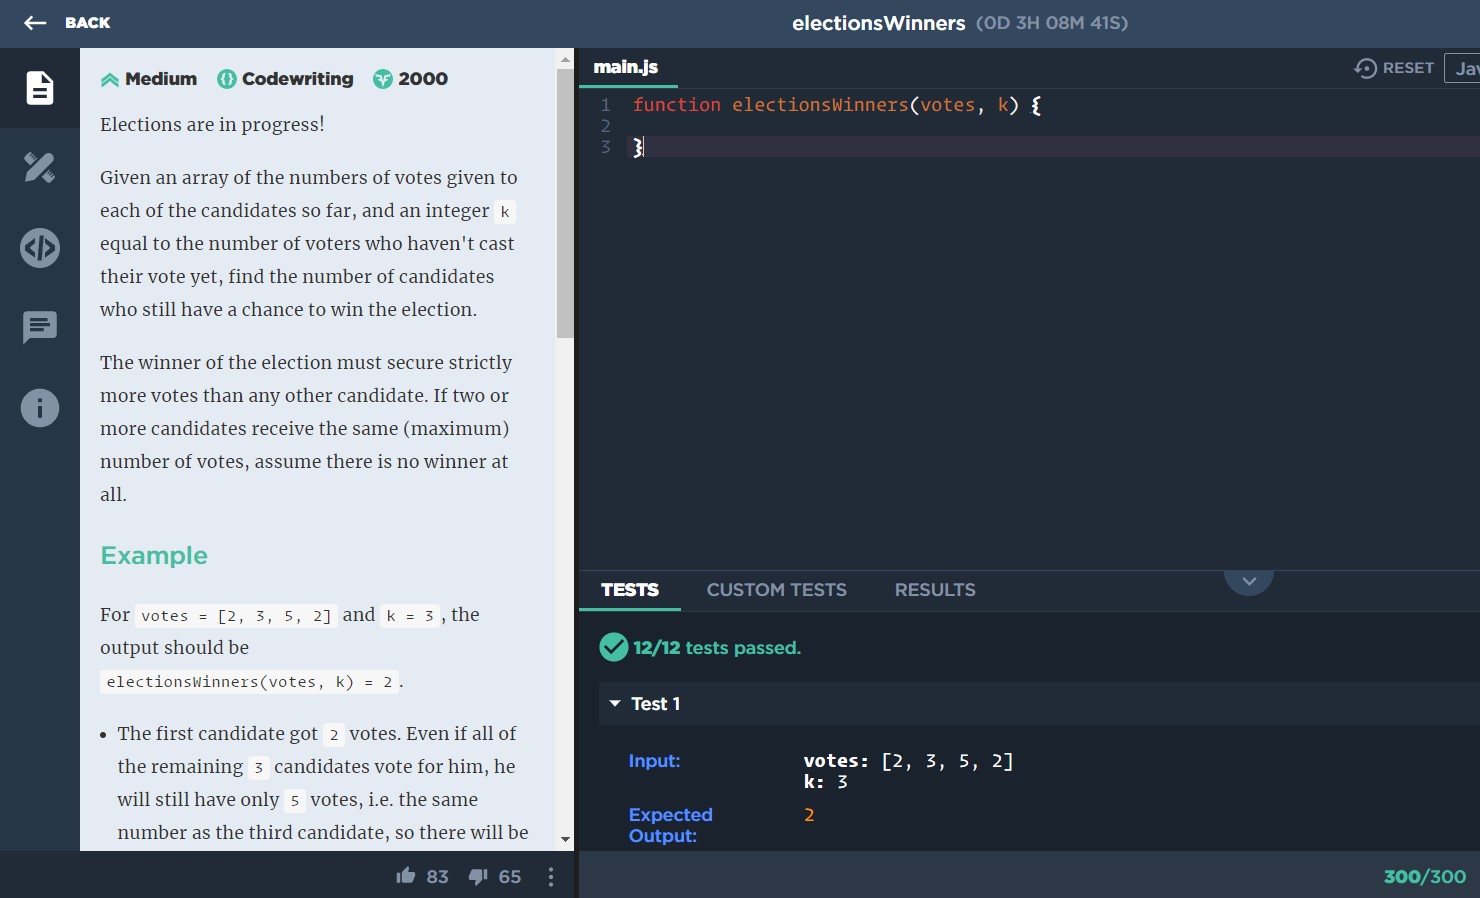 BACK
electionsWinners (0D 3H 08M 41S)
Medium Codewriting 2000
Elections are in progress!
Given an array of the numbers of votes given to
each of the candidates so far, and an integer k
equal to the number of voters who haven't cast
their vote yet, find the number of candidates
who still have a chance to win the election.
The winner of the election must secure strictly
more votes than any other candidate. If two or
more candidates receive the same (maximum)
number of votes, assume there is no winner at
all.
Example
For votes = [2, 3, 5, 2] and k = 3, the
output should be
electionsWinners(votes, k) = 2.
• The first candidate got 2 votes. Even if all of
the remaining 3 candidates vote for him, he
will still have only 5 votes, i.e. the same
number as the third candidate, so there will be
83 65
main.js
RESET Jav
1 function electionsWinners(votes, k) {
2
3 }
TESTS CUSTOM TESTS RESULTS
12/12 tests passed.
Test 1
Input: votes: [2, 3, 5, 2]
k: 3
Expected 2
Output:
300/300